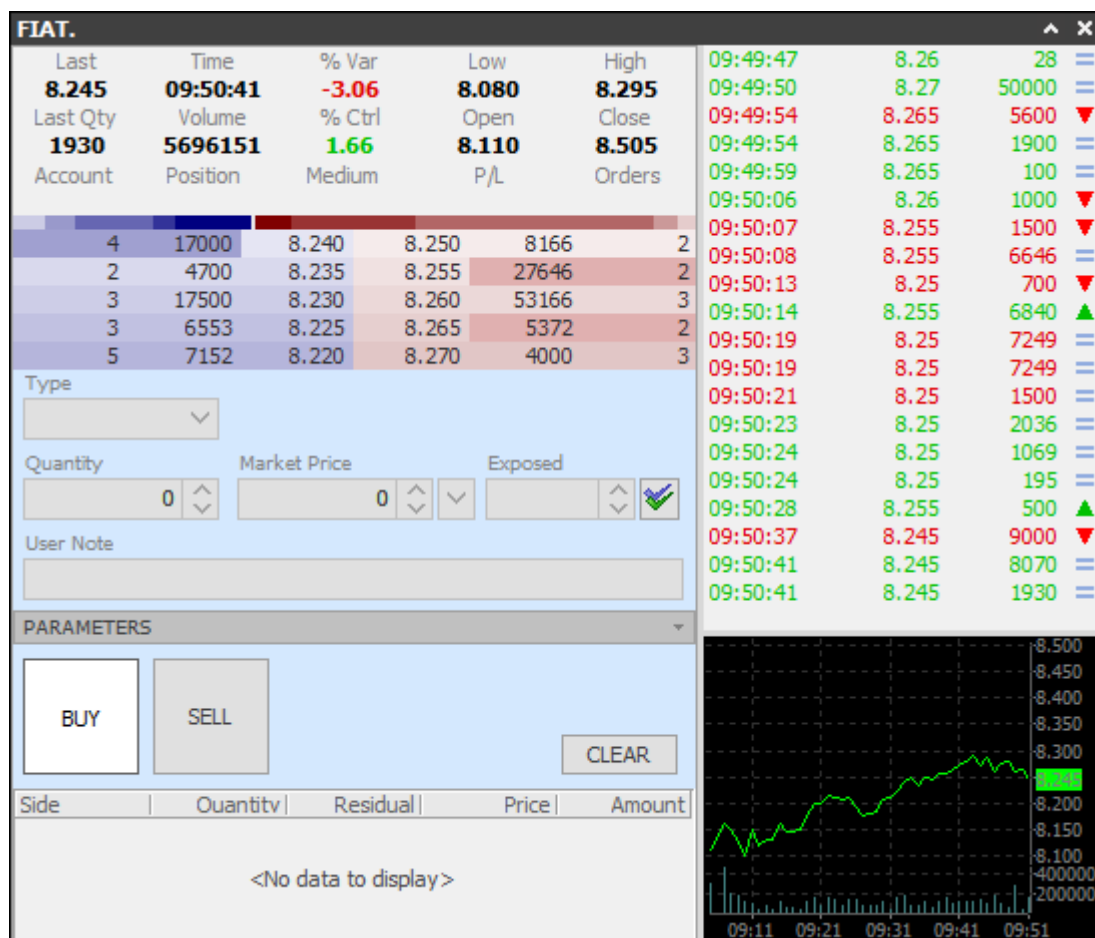 FIAT.
Last Time % Var Low High
8.245 09:50:41 -3.06 8.080 8.295
Last Qty Volume % Ctrl Open Close
1930 5696151 1.66 8.110 8.505
Account Position Medium P/L Orders
4 17000 8.240 8.250 8166 2
2 4700 8.235 8.255 27646 2
3 17500 8.230 8.260 53166 3
3 6553 8.225 8.265 5372 2
5 7152 8.220 8.270 4000 3
Type
Quantity Market Price Exposed
0 0
User Note
PARAMETERS
BUY SELL
CLEAR
Side Quantity Residual Price Amount
<No data to display>
09:49:47 8.26 28
09:49:50 8.27 50000
09:49:54 8.265 5600
09:49:54 8.265 1900
09:49:59 8.265 100
09:50:06 8.26 1000
09:50:07 8.255 1500
09:50:08 8.255 6646
09:50:13 8.25 700
09:50:14 8.255 6840
09:50:19 8.25 7249
09:50:19 8.25 7249
09:50:21 8.25 1500
09:50:23 8.25 2036
09:50:24 8.25 1069
09:50:24 8.25 195
09:50:28 8.255 500
09:50:37 8.245 9000
09:50:41 8.245 8070
09:50:41 8.245 1930
8.500
8.450
8.400
8.350
8.300
8.245
8.200
8.150
8.100
400000
200000
09:11 09:21 09:31 09:41 09:51